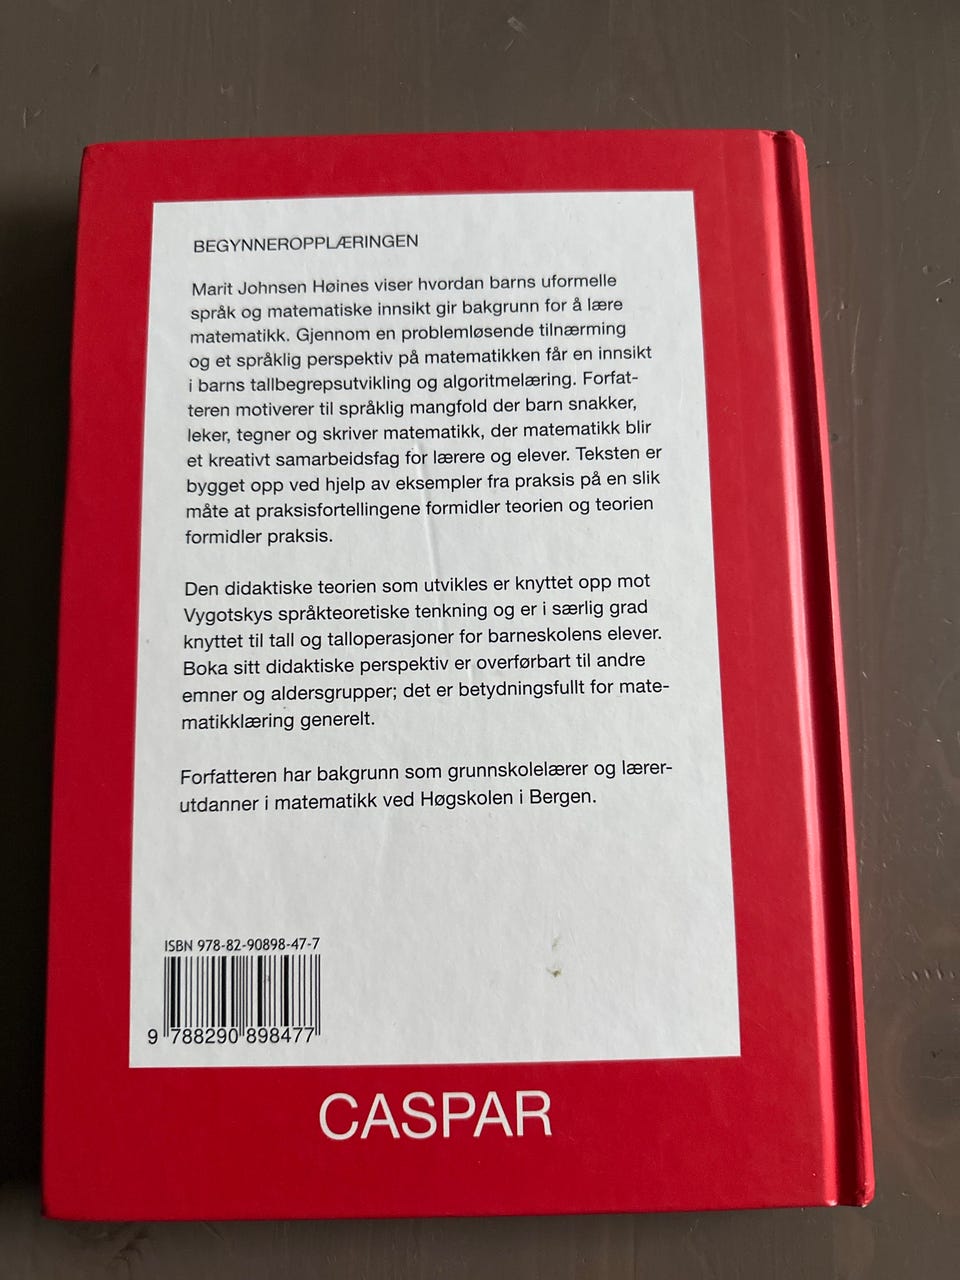 BEGYNNEROPPLÆRINGEN
Marit Johnsen Høines viser hvordan barns uformelle
språk og matematiske innsikt gir bakgrunn for å lære
matematikk. Gjennom en problemløsende tilnærming
og et språklig perspektiv på matematikken får en innsikt
i barns tallbegrepsutvikling og algoritmelæring. Forfat-
teren motiverer til språklig mangfold der barn snakker,
leker, tegner og skriver matematikk, der matematikk blir
et kreativt samarbeidsfag for lærere og elever. Teksten er
bygget opp ved hjelp av eksempler fra praksis på en slik
måte at praksisfortellingene formidler teorien og teorien
formidler praksis.
Den didaktiske teorien som utvikles er knyttet opp mot
Vygotskys språkteoretiske tenkning og er i særlig grad
knyttet til tall og talloperasjoner for barneskolens elever.
Boka sitt didaktiske perspektiv er overførbart til andre
emner og aldersgrupper; det er betydningsfullt for mate-
matikklæring generelt.
Forfatteren har bakgrunn som grunnskolelærer og lærer-
utdanner i matematikk ved Høgskolen i Bergen.
ISBN 978-82-90898-47-7
9 788290 898477
CASPAR